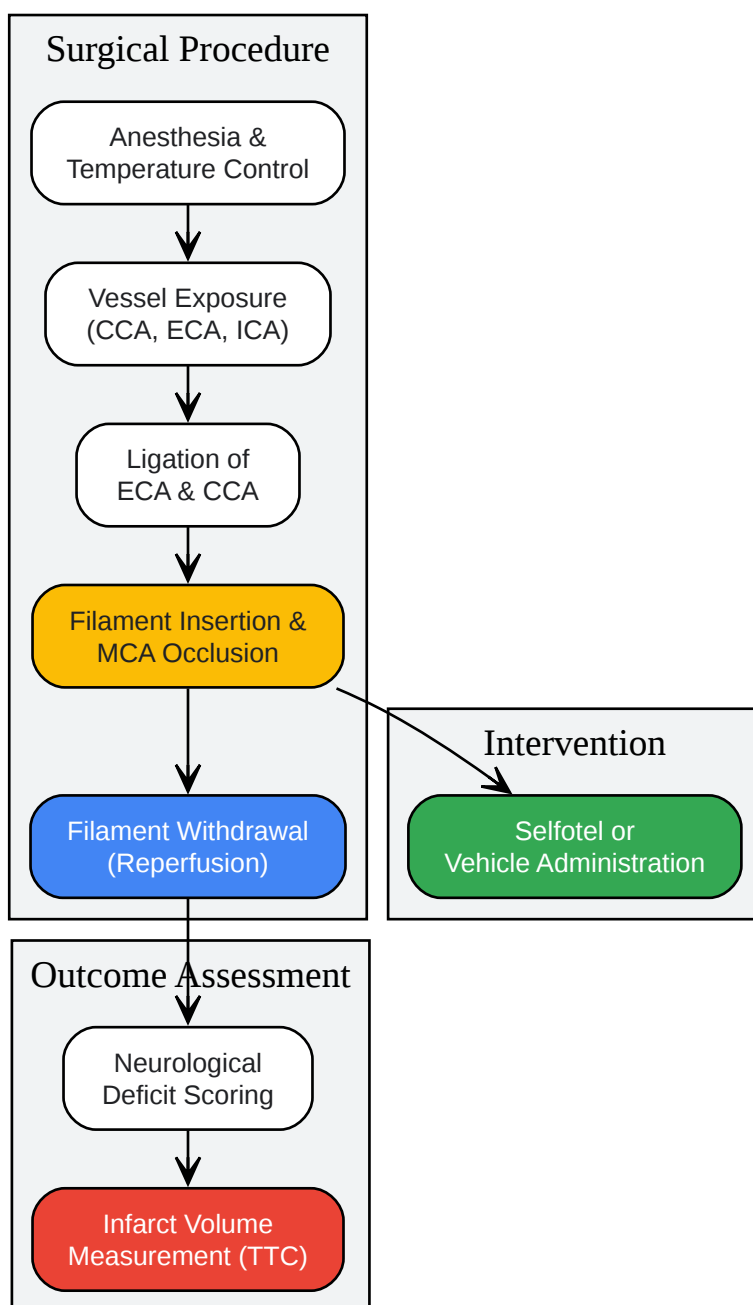 Surgical Procedure
Anesthesia &
Temperature Control
Vessel Exposure
(CCA, ECA, ICA)
Ligation of
ECA & CCA
Filament Insertion &
MCA Occlusion
Intervention
Filament Withdrawal
(Reperfusion)
Selfotel or
Vehicle Administration
Outcome Assessment
Neurological
Deficit Scoring
Infarct Volume
Measurement (TTC)